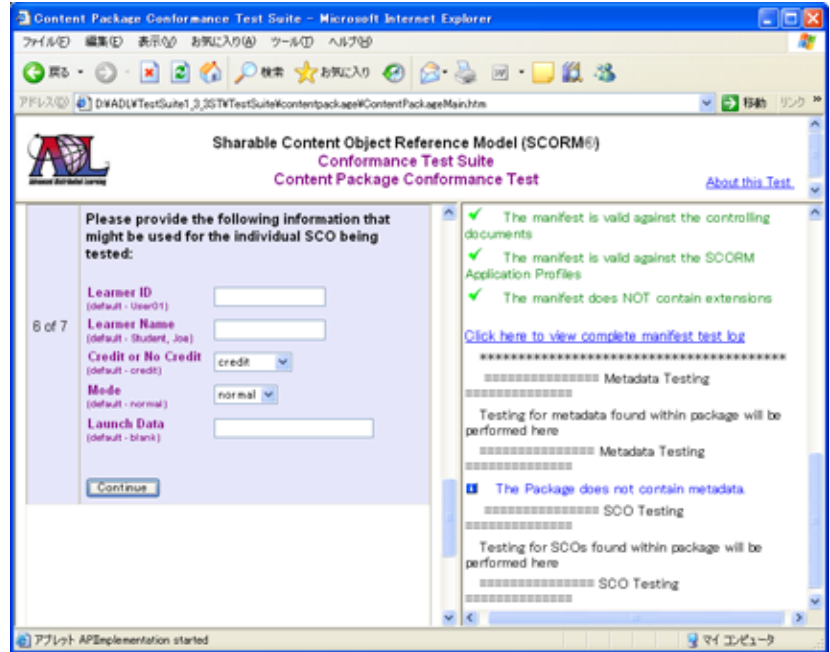 Content Package Conformance Test Suite - Microsoft Internet Explorer
ファイル(F) 編集(E) 表示(V) お気に入り(A) ツール(T) ヘルプ(H)
戻る 検索 お気に入り
アドレス(D) D:¥ADL¥TestSuite1_3_3ST¥TestSuite¥contentpackage¥ContentPackageMain.htm 移動 リンク »
Sharable Content Object Reference Model (SCORM®)
Conformance Test Suite
Content Package Conformance Test
ADL
Advanced Distributed Learning
About this Test
Please provide the following information that
might be used for the individual SCO being
tested:
6 of 7
Learner ID
(default - User01)
Learner Name
(default - Student, Joe)
Credit or No Credit
(default - credit)
credit
Mode
(default - normal)
normal
Launch Data
(default - blank)
Continue
The manifest is valid against the controlling
documents
The manifest is valid against the SCORM
Application Profiles
The manifest does NOT contain extensions
Click here to view complete manifest test log
****************************************
=============== Metadata Testing
==============
Testing for metadata found within package will be
performed here
=============== Metadata Testing
==============
The Package does not contain metadata
=============== SCO Testing
==============
Testing for SCOs found within package will be
performed here
=============== SCO Testing
==============
アプレット APIImplementation started
マイ コンピュータ